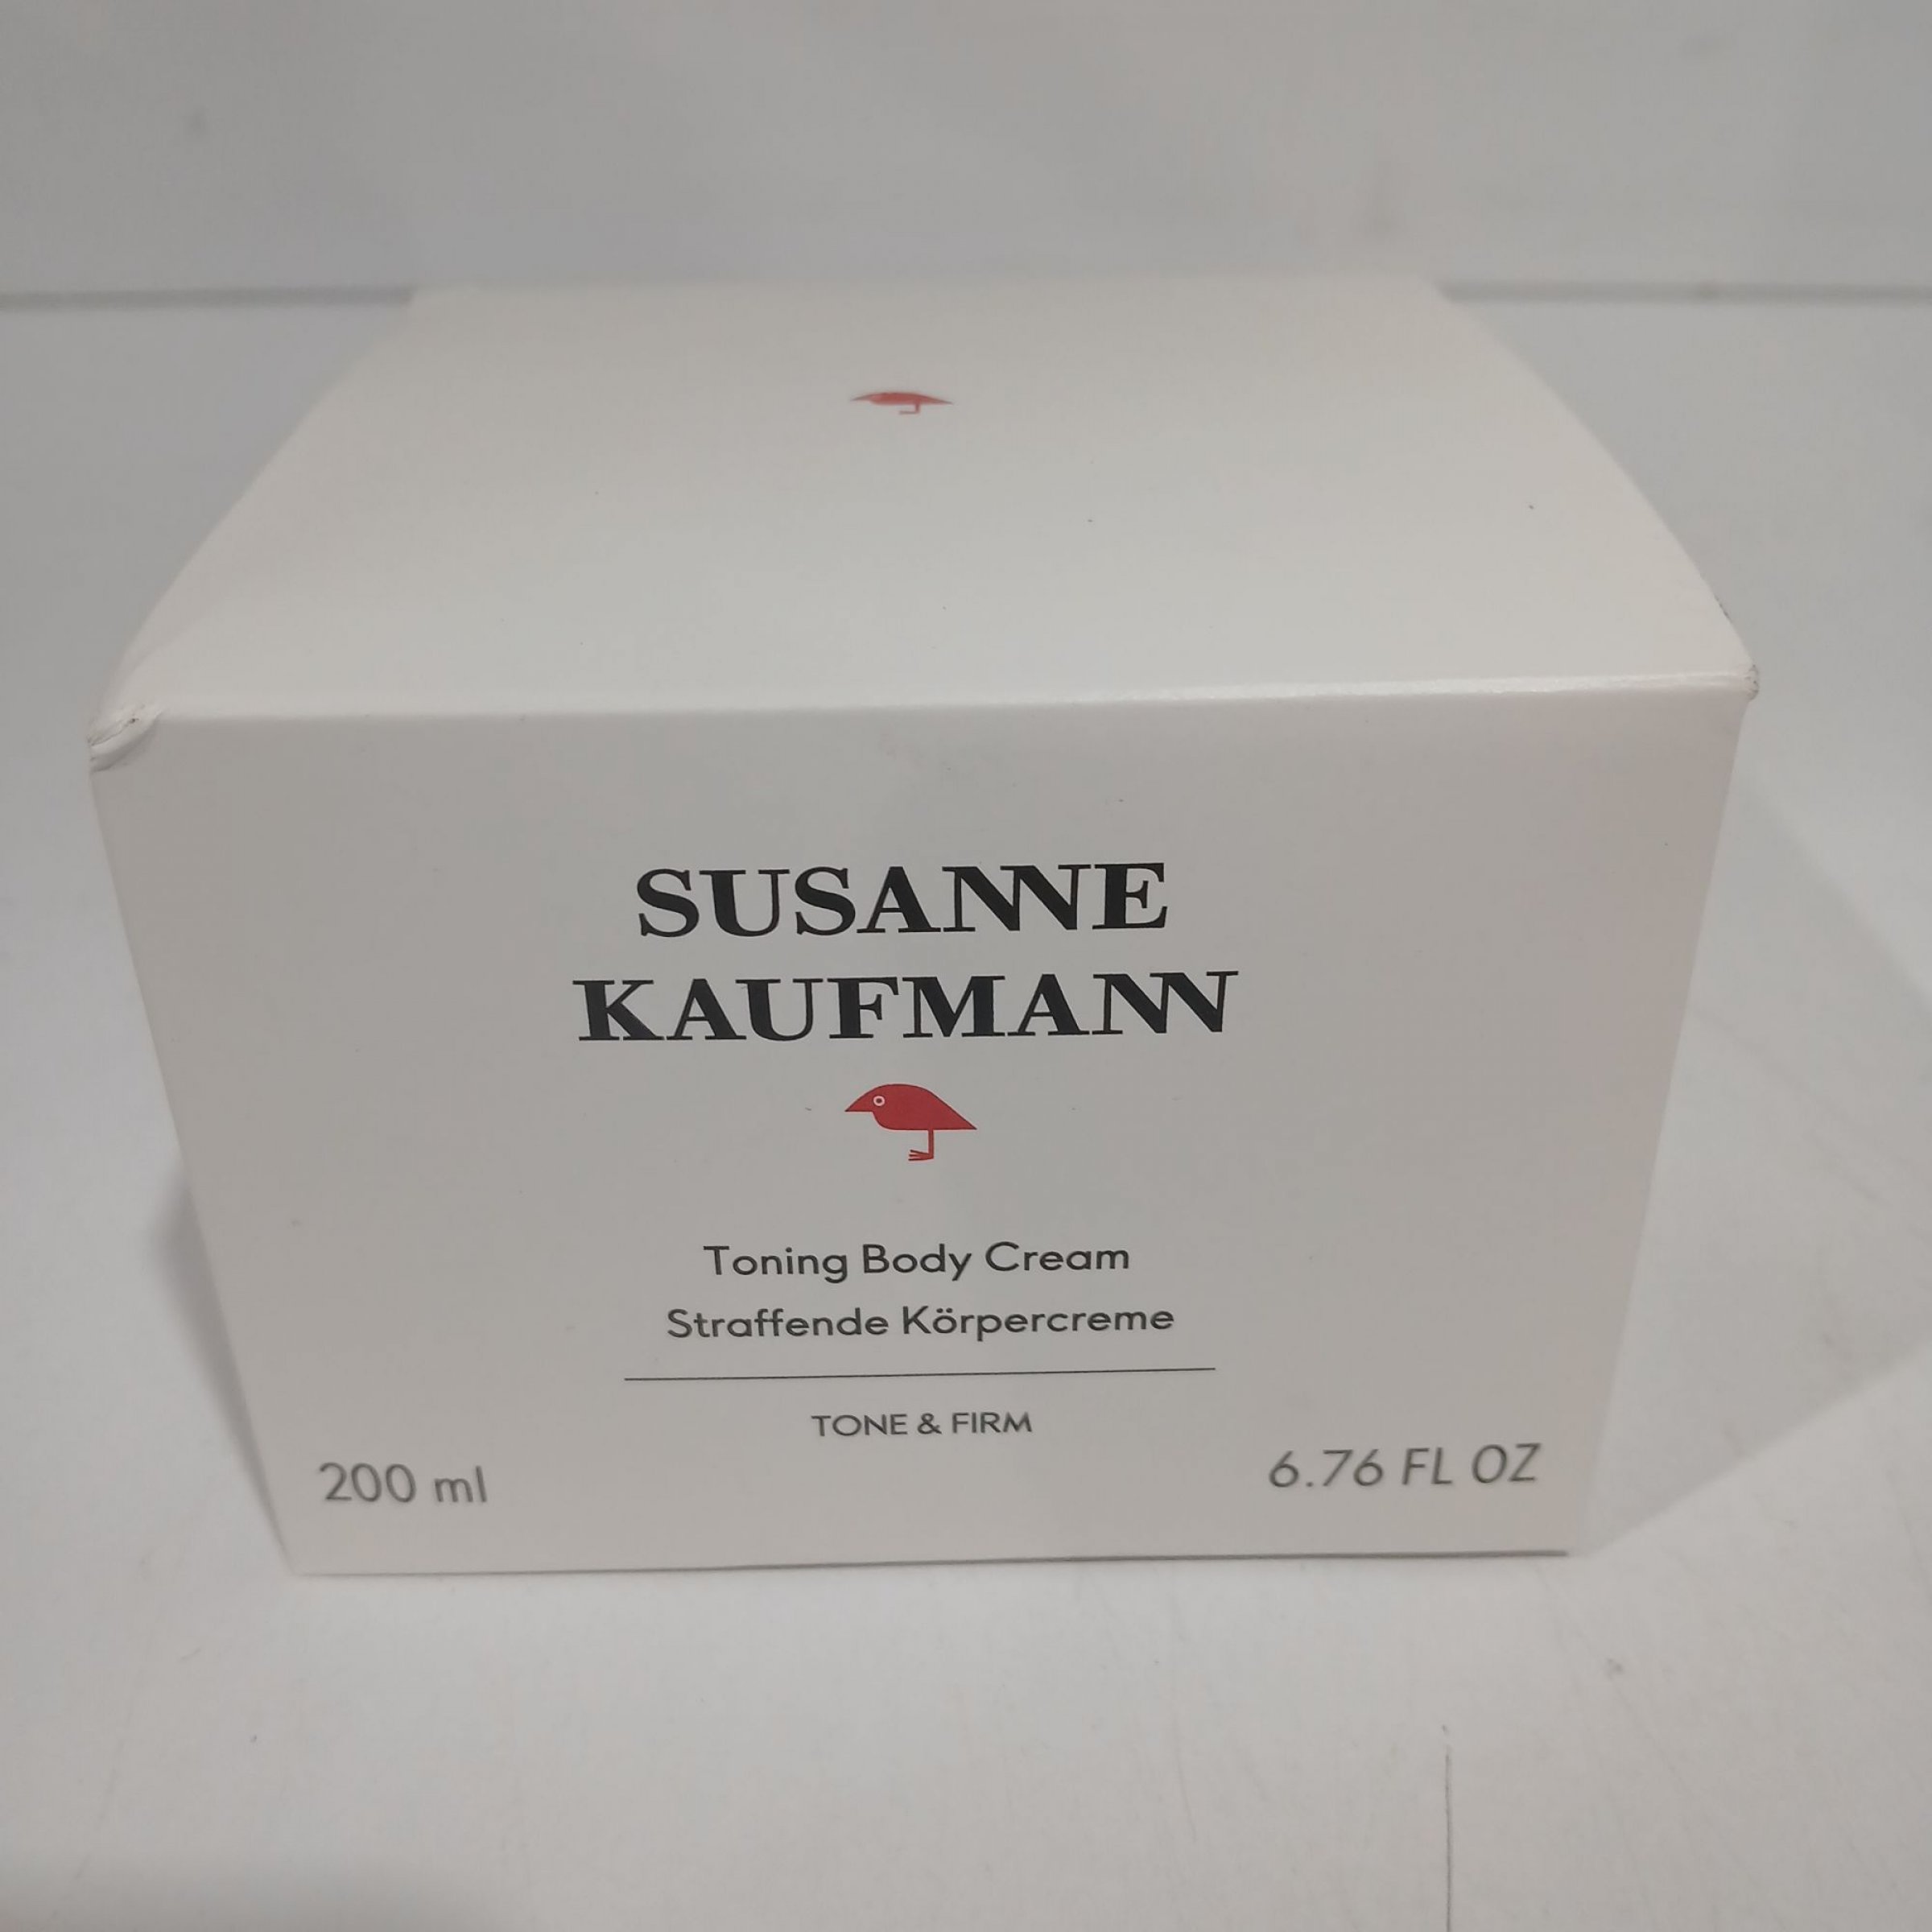 SUSANNE
KAUFMANN
Toning Body Cream
Straffende Körpercreme
TONE & FIRM
200 ml
6.76 FL OZ